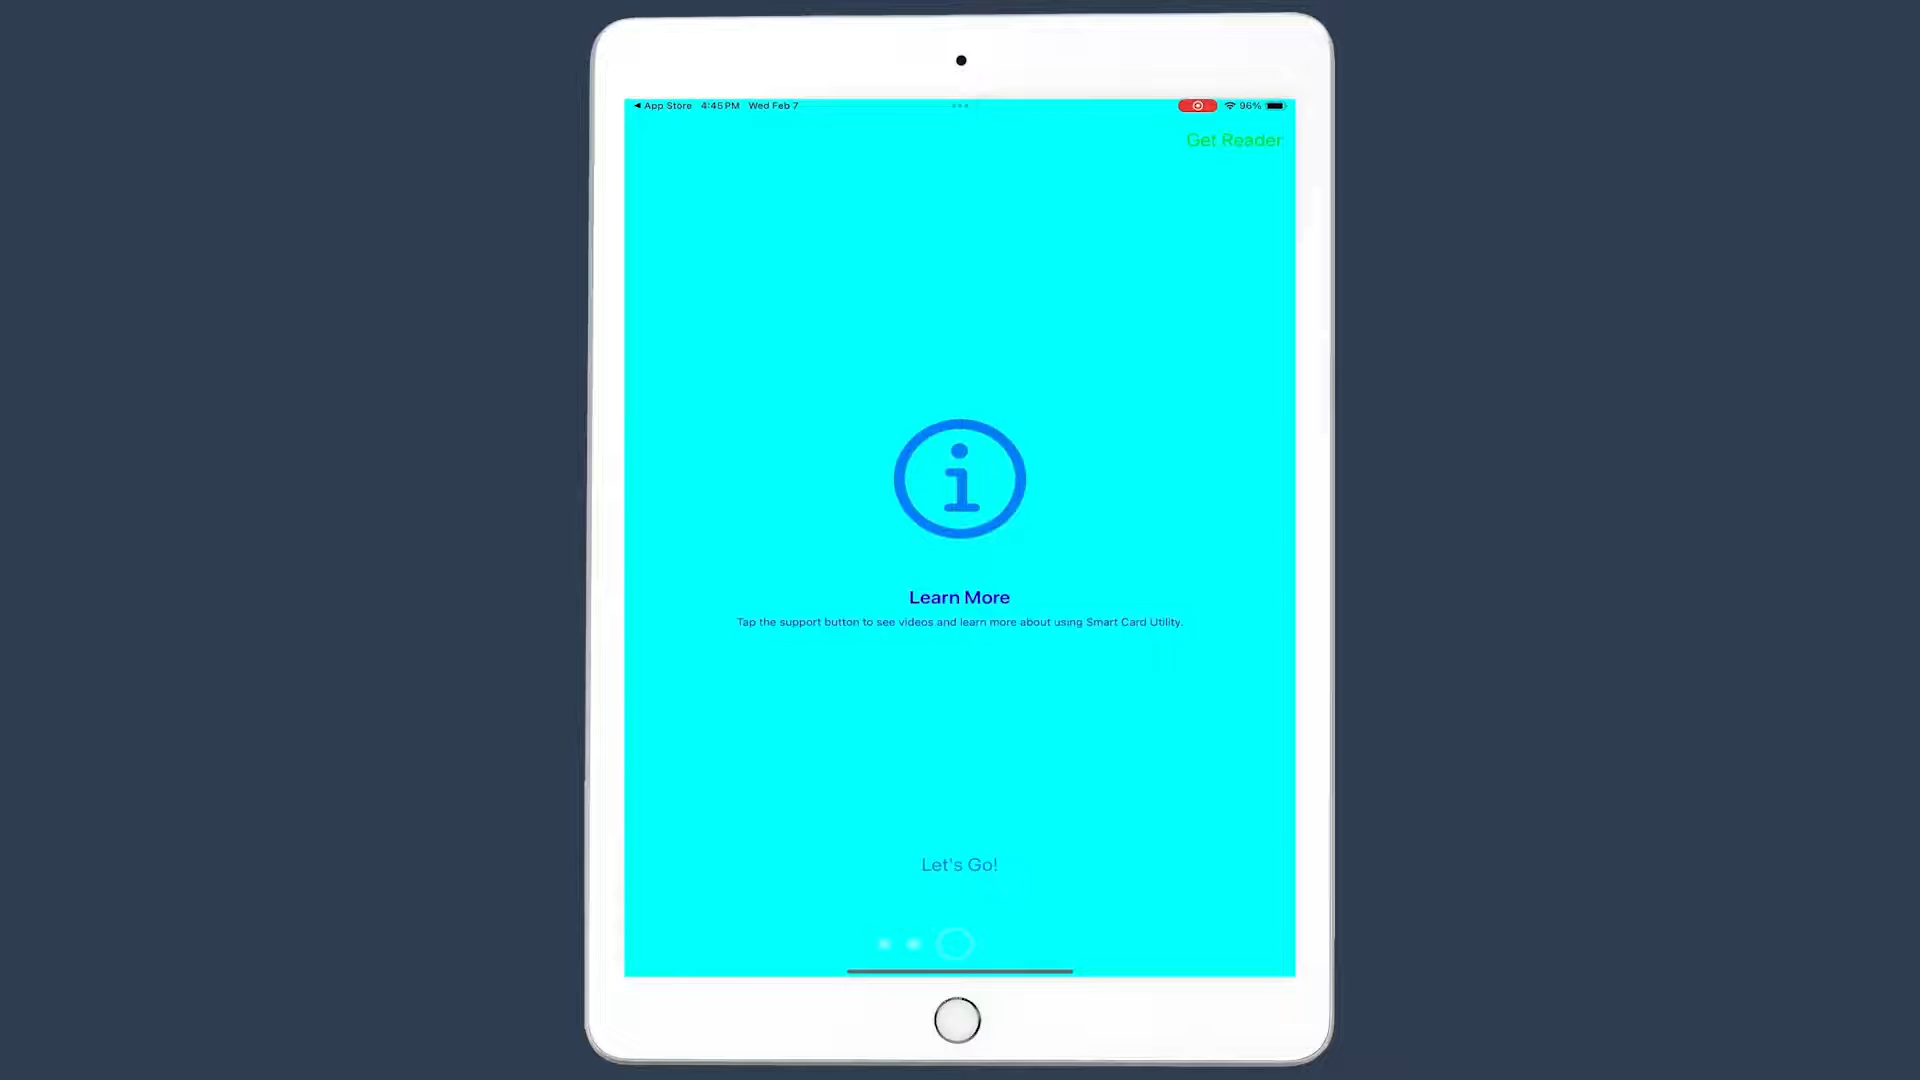 ◀ App Store 4:45 PM Wed Feb 7 96%
Get Reader
i
Learn More
Tap the support button to see videos and learn more about using Smart Card Utility.
Let's Go!